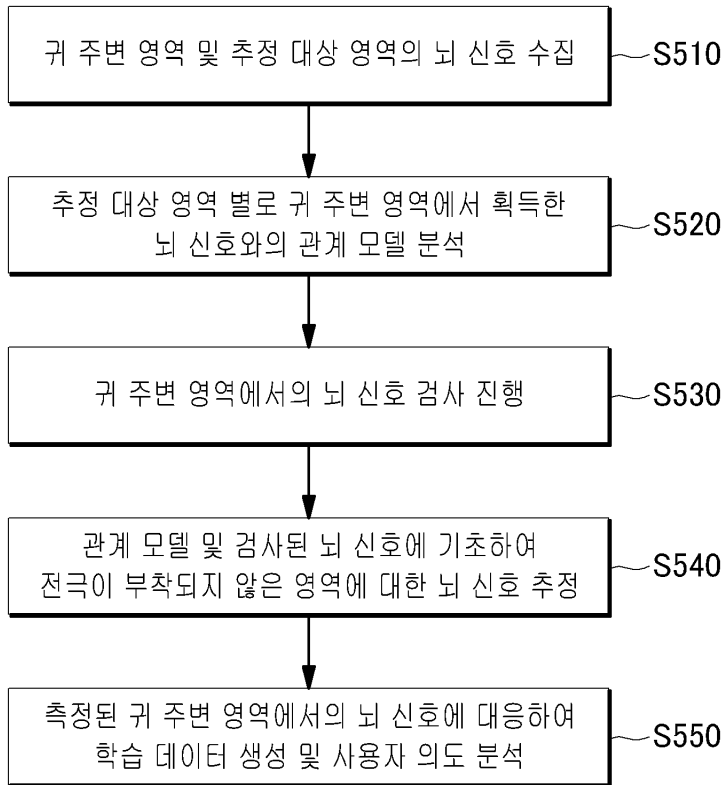 귀 주변 영역 및 추정 대상 영역의 뇌 신호 수집
S510
추정 대상 영역 별로 귀 주변 영역에서 획득한
뇌 신호와의 관계 모델 분석
S520
귀 주변 영역에서의 뇌 신호 검사 진행
S530
관계 모델 및 검사된 뇌 신호에 기초하여
전극이 부착되지 않은 영역에 대한 뇌 신호 추정
S540
측정된 귀 주변 영역에서의 뇌 신호에 대응하여
학습 데이터 생성 및 사용자 의도 분석
S550